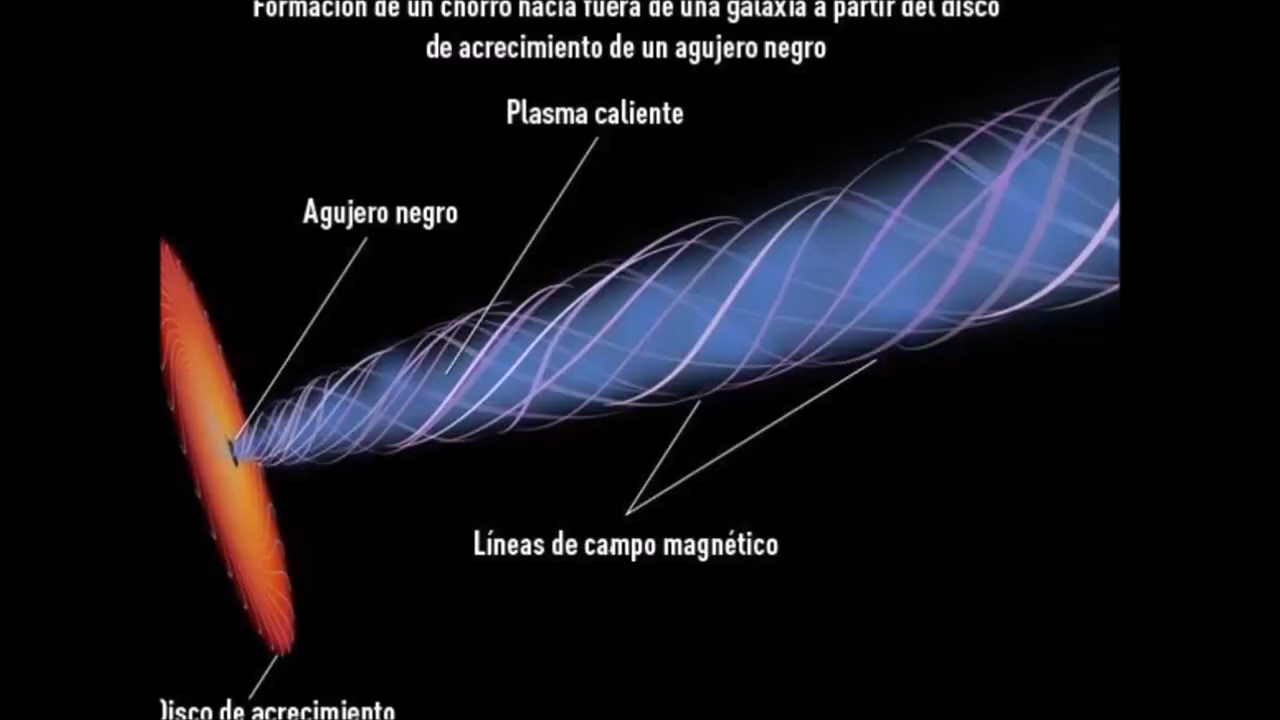 Formación de un chorro hacia fuera de una galaxia a partir del disco
de acrecimiento de un agujero negro
Plasma caliente
Agujero negro
Líneas de campo magnético
Disco de acrecimiento